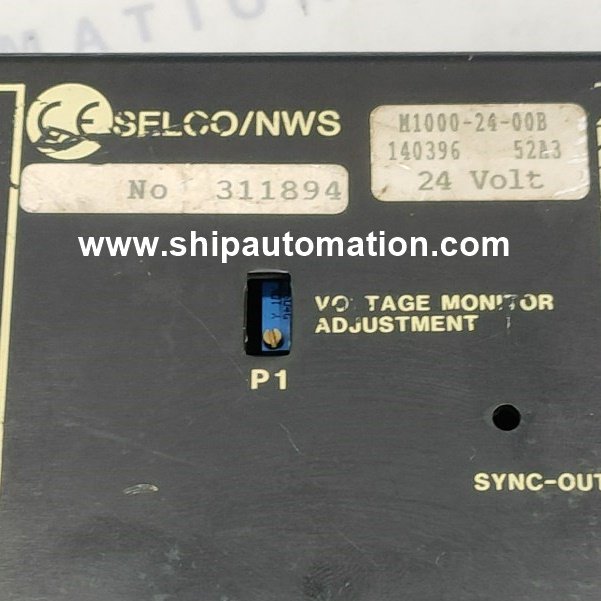 CE SELCO/NWS
M1000-24-00B
140396 52A3
24 Volt
No 311894
www.shipautomation.com
VOLTAGE MONITOR
ADJUSTMENT
P1
SYNC-OUT